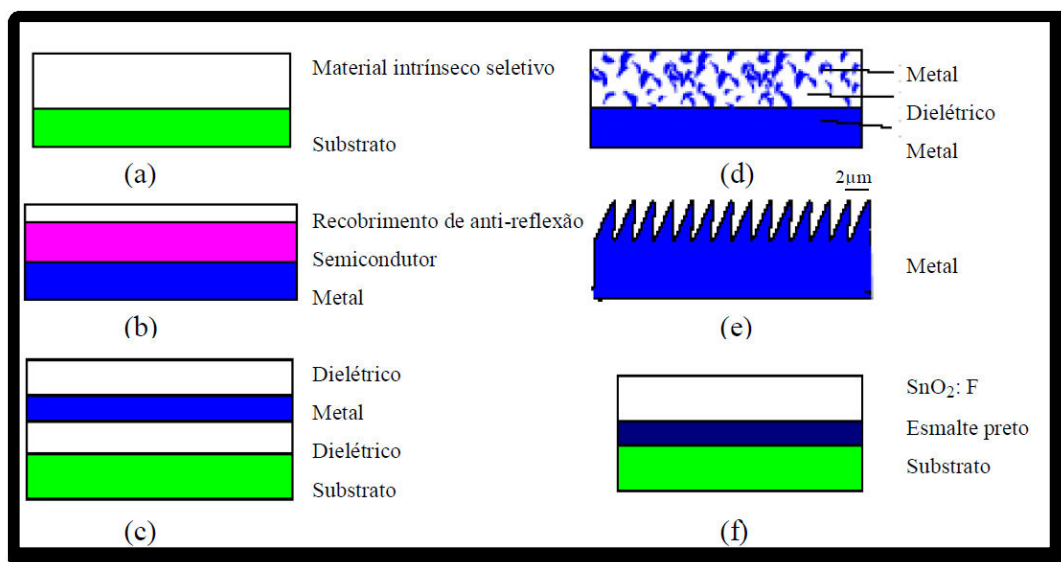 Material intrínseco seletivo
Substrato
(a)
Recobrimento de anti-reflexão
Semicondutor
Metal
(b)
Dielétrico
Metal
Dielétrico
Substrato
(c)
Metal
Dielétrico
Metal
(d)
2µm
Metal
(e)
SnO₂: F
Esmalte preto
Substrato
(f)